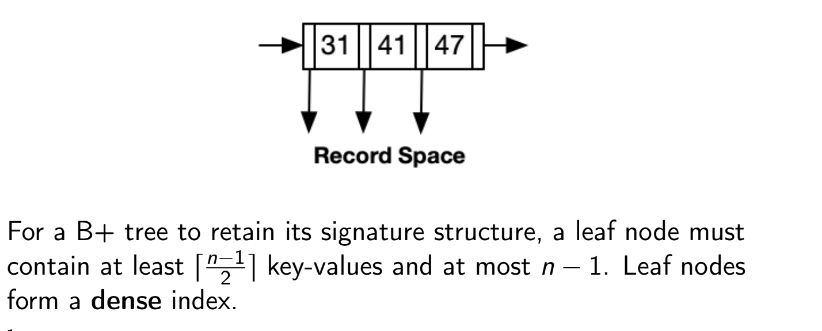 31 41 47
Record Space
For a B+ tree to retain its signature structure, a leaf node must
contain at least ⌈(n−1)/2⌉ key-values and at most n − 1. Leaf nodes
form a dense index.